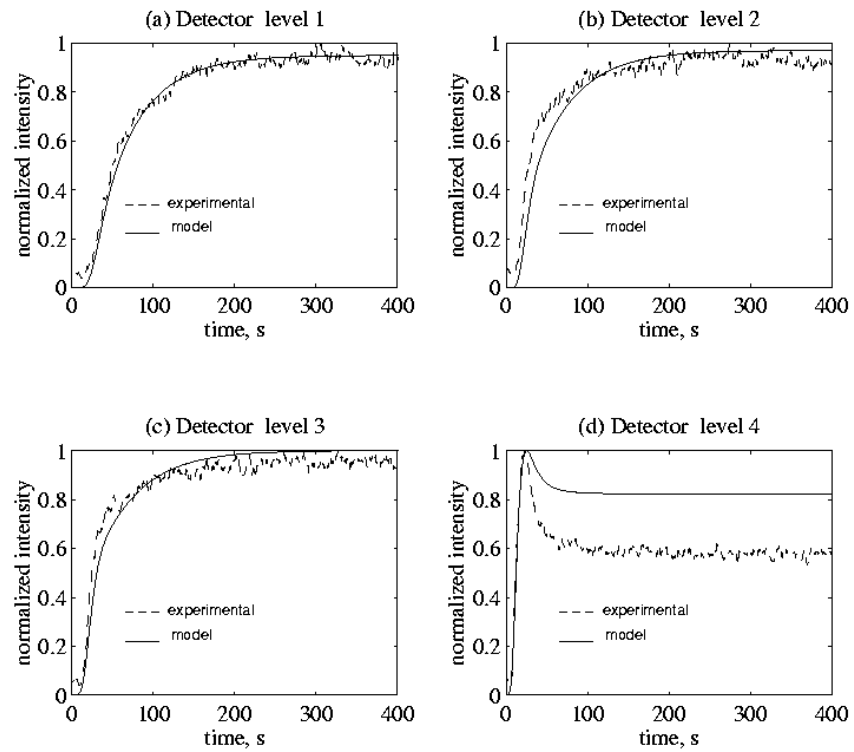 (a) Detector level 1
normalized intensity
1
0.8
0.6
0.4
0.2
0
experimental
model
0 100 200 300 400
time, s
(b) Detector level 2
normalized intensity
1
0.8
0.6
0.4
0.2
0
experimental
model
0 100 200 300 400
time, s
(c) Detector level 3
normalized intensity
1
0.8
0.6
0.4
0.2
0
experimental
model
0 100 200 300 400
time, s
(d) Detector level 4
normalized intensity
1
0.8
0.6
0.4
0.2
0
experimental
model
0 100 200 300 400
time, s